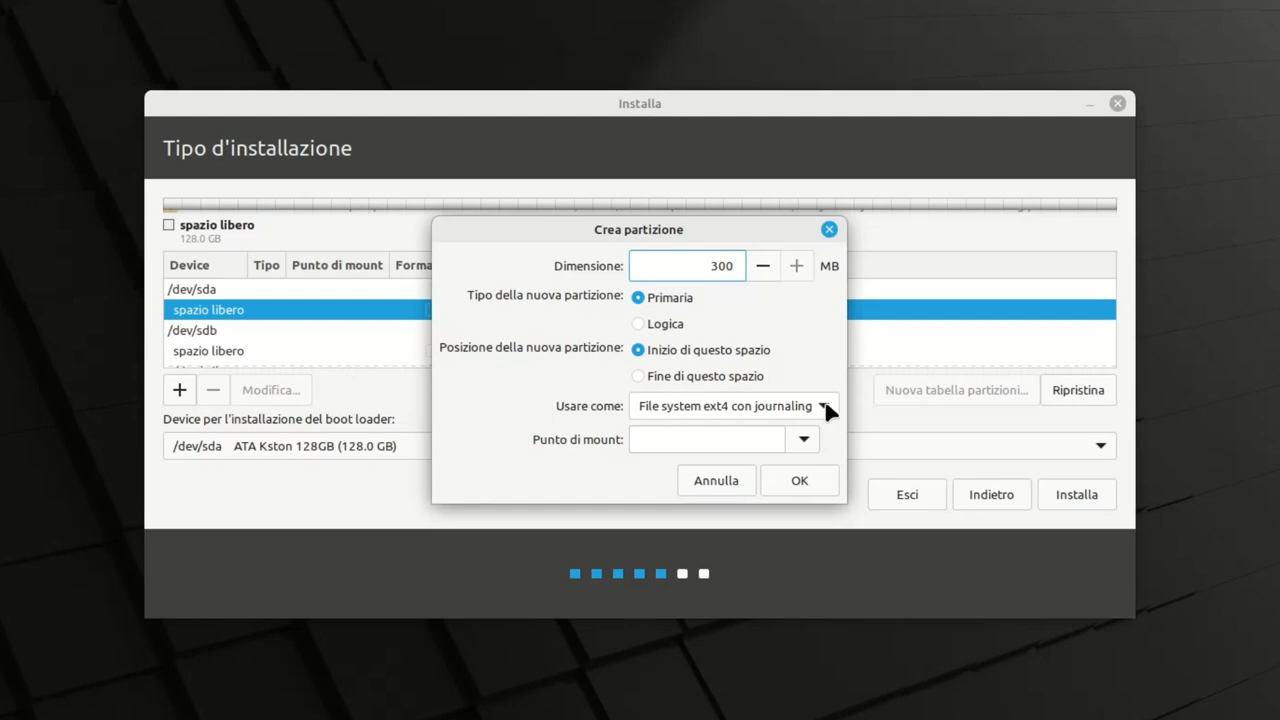 Installa
Tipo d'installazione
spazio libero
128.0 GB
Device Tipo Punto di mount Forma
/dev/sda
spazio libero
/dev/sdb
spazio libero
Modifica...
Nuova tabella partizioni... Ripristina
Device per l'installazione del boot loader:
/dev/sda ATA Kston 128GB (128.0 GB)
Esci Indietro Installa
Crea partizione
Dimensione: 300 MB
Tipo della nuova partizione: Primaria
Logica
Posizione della nuova partizione: Inizio di questo spazio
Fine di questo spazio
Usare come: File system ext4 con journaling
Punto di mount:
Annulla OK